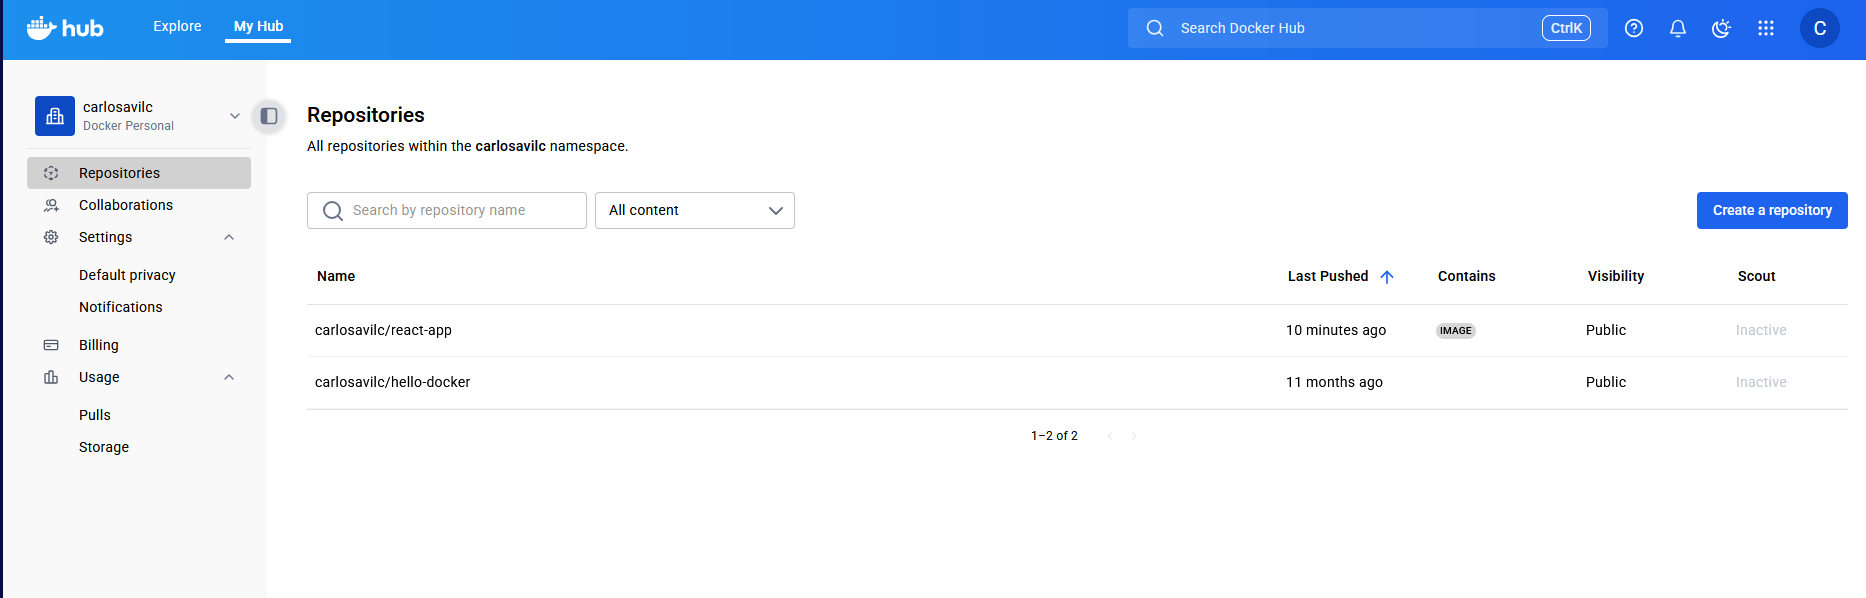 hub
Explore
My Hub
Search Docker Hub
CtrlK
C
carlosavilc
Docker Personal
Repositories
Collaborations
Settings
Default privacy
Notifications
Billing
Usage
Pulls
Storage
Repositories
All repositories within the carlosavilc namespace.
Search by repository name
All content
Create a repository
Name Last Pushed Contains Visibility Scout
carlosavilc/react-app 10 minutes ago IMAGE Public Inactive
carlosavilc/hello-docker 11 months ago Public Inactive
1–2 of 2